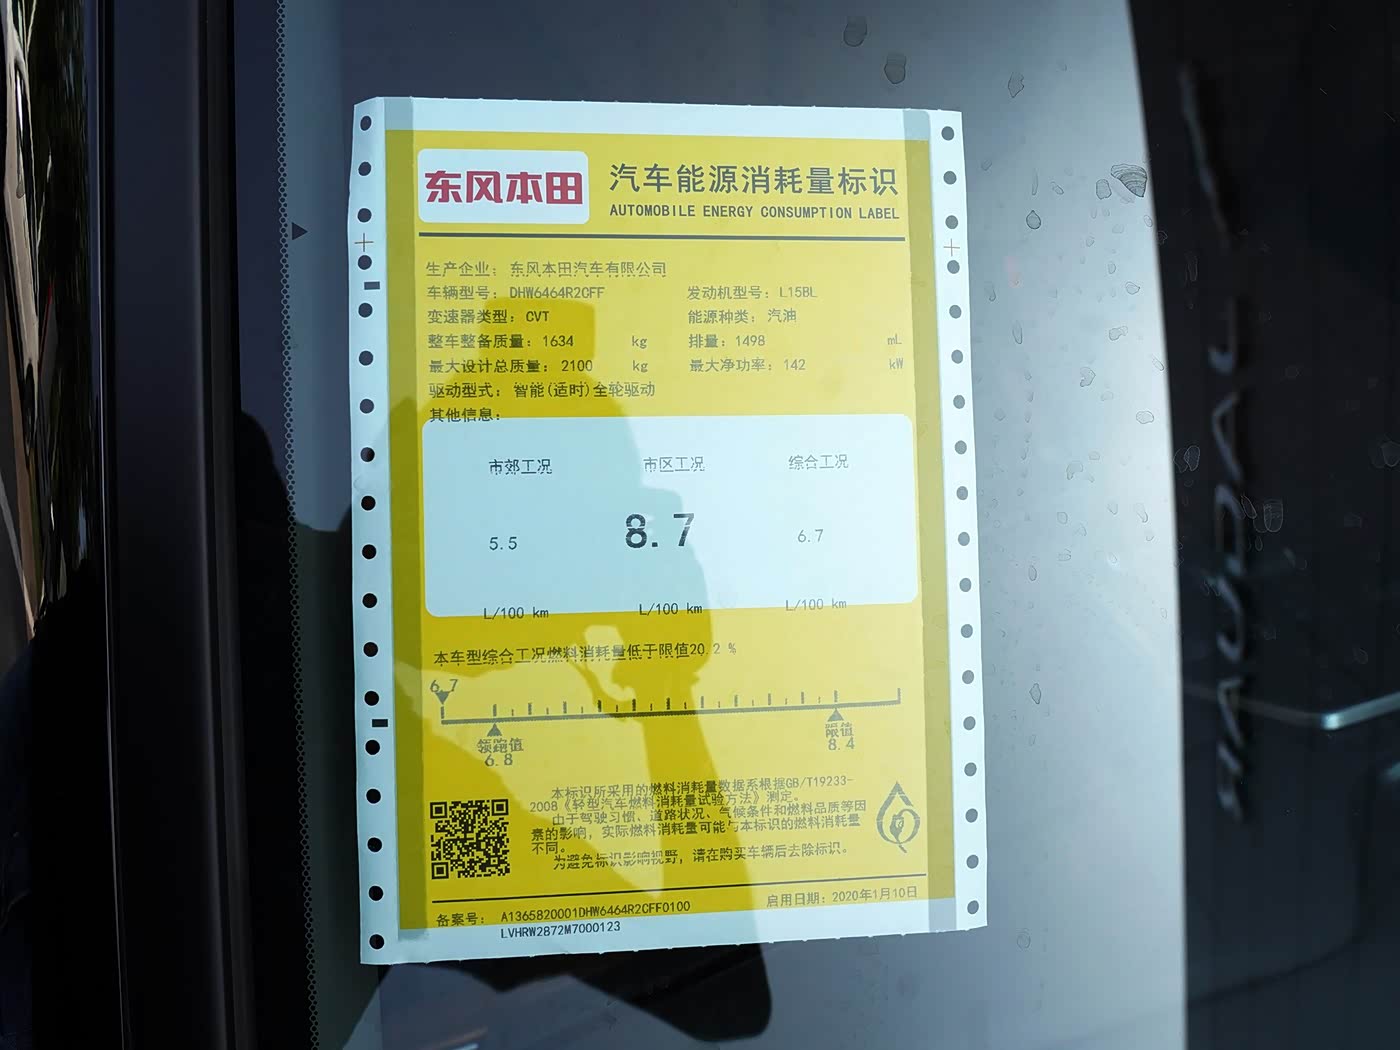 东风本田
汽车能源消耗量标识
AUTOMOBILE ENERGY CONSUMPTION LABEL
生产企业: 东风本田汽车有限公司
车辆型号: DHW6464R2CFF 发动机型号: L15BL
变速器类型: CVT 能源种类: 汽油
整车整备质量: 1634 kg 排量: 1498 mL
最大设计总质量: 2100 kg 最大净功率: 142 kW
驱动型式: 智能(适时)全轮驱动
其他信息:
市郊工况 市区工况 综合工况
5.5 8.7 6.7
L/100 km L/100 km L/100 km
本车型综合工况燃料消耗量低于限值20.2 %
6.7
领跑值 限值
6.8 8.4
本标识所采用的燃料消耗量数据系根据GB/T19233-
2008《轻型汽车燃料消耗量试验方法》测定。
由于驾驶习惯、道路状况、气候条件和燃料品质等因
素的影响, 实际燃料消耗量可能与本标识的燃料消耗量
不同。
为避免标识影响视野, 请在购买车辆后去除标识。
备案号: A1365820001DHW6464R2CFF0100 启用日期: 2020年1月10日
LVHRW2872M7000123